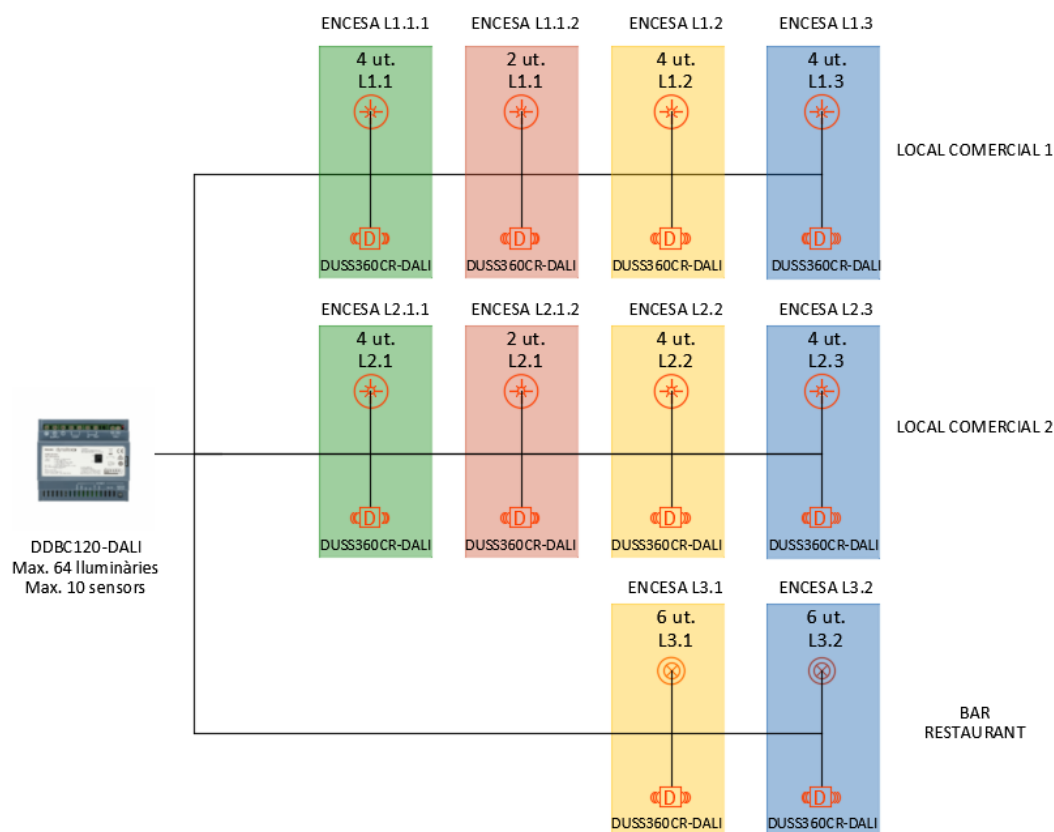 ENCESA L1.1.1
ENCESA L1.1.2
ENCESA L1.2
ENCESA L1.3
4 ut.
L1.1
2 ut.
L1.1
4 ut.
L1.2
4 ut.
L1.3
LOCAL COMERCIAL 1
D
D
D
D
DUSS360CR-DALI
DUSS360CR-DALI
DUSS360CR-DALI
DUSS360CR-DALI
ENCESA L2.1.1
ENCESA L2.1.2
ENCESA L2.2
ENCESA L2.3
4 ut.
L2.1
2 ut.
L2.1
4 ut.
L2.2
4 ut.
L2.3
LOCAL COMERCIAL 2
D
D
D
D
DUSS360CR-DALI
DUSS360CR-DALI
DUSS360CR-DALI
DUSS360CR-DALI
DDBC120-DALI
Max. 64 lluminàries
Max. 10 sensors
ENCESA L3.1
ENCESA L3.2
6 ut.
L3.1
6 ut.
L3.2
BAR
RESTAURANT
D
D
DUSS360CR-DALI
DUSS360CR-DALI